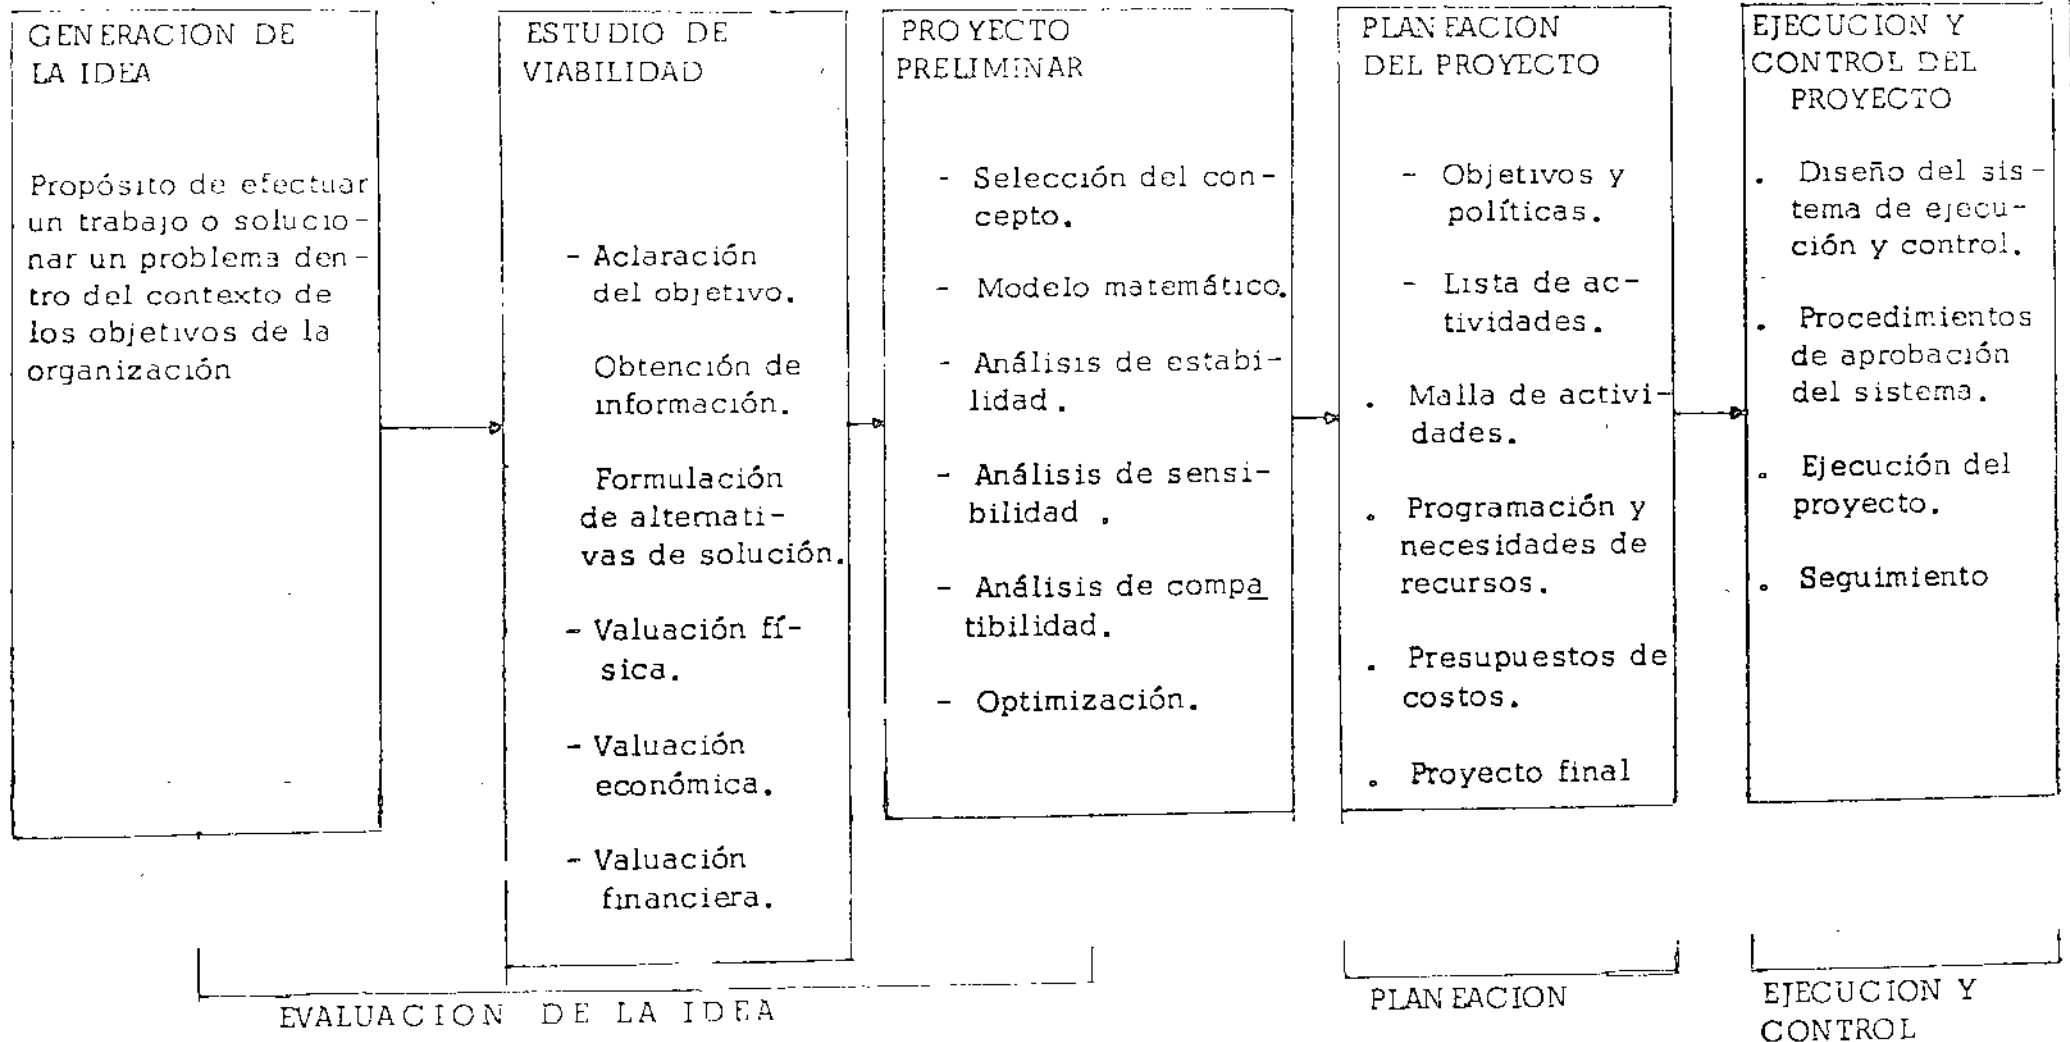 GENERACION DE
LA IDEA
Propósito de efectuar
un trabajo o solucio-
nar un problema den-
tro del contexto de
los objetivos de la
organización
ESTUDIO DE
VIABILIDAD
- Aclaración
del objetivo.
Obtención de
información.
Formulación
de alternati-
vas de solución.
- Valuación fí-
sica.
- Valuación
económica.
- Valuación
financiera.
PROYECTO
PRELIMINAR
- Selección del con-
cepto.
- Modelo matemático.
- Análisis de estabi-
lidad.
- Análisis de sensi-
bilidad .
- Análisis de compa
tibilidad.
- Optimización.
PLANEACION
DEL PROYECTO
- Objetivos y
políticas.
- Lista de ac-
tividades.
. Malla de activi-
dades.
. Programación y
necesidades de
recursos.
. Presupuestos de
costos.
. Proyecto final
EJECUCION Y
CONTROL DEL
PROYECTO
. Diseño del sis-
tema de ejecu-
ción y control.
. Procedimientos
de aprobación
del sistema.
. Ejecución del
proyecto.
. Seguimiento
EVALUACION DE LA IDEA
PLANEACION
EJECUCION Y
CONTROL